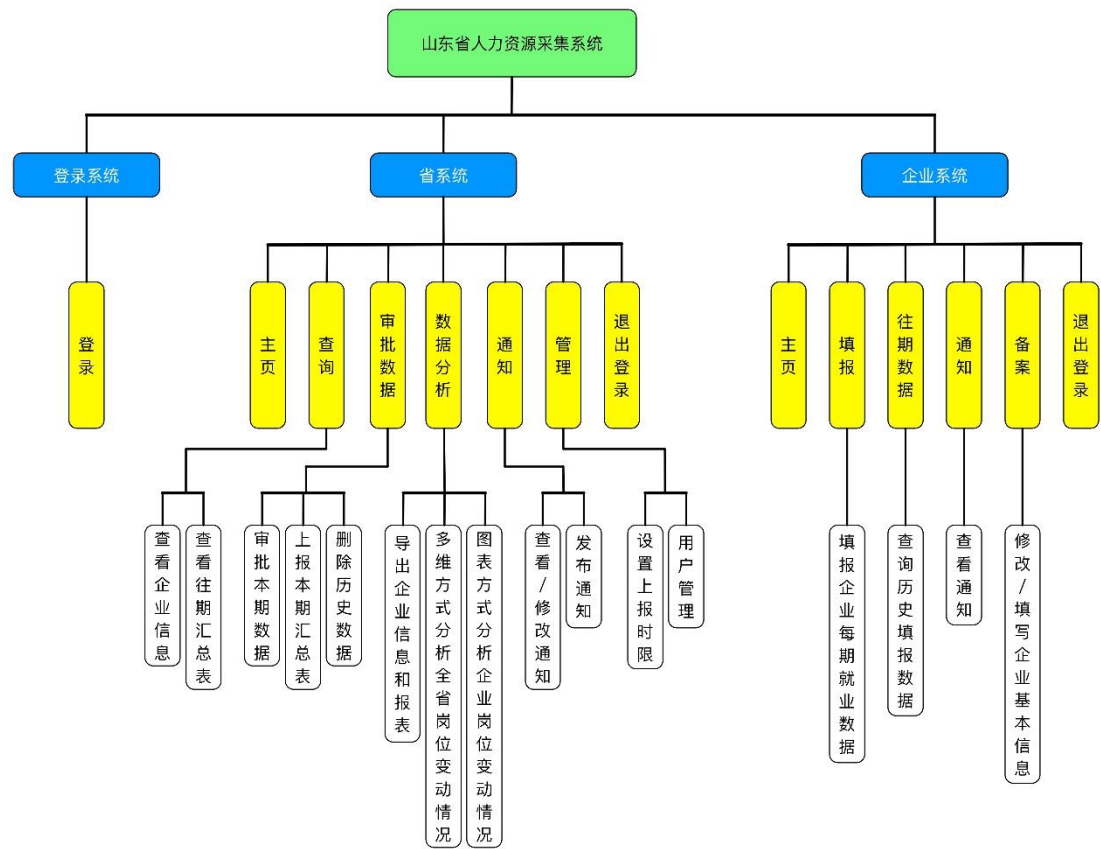 山东省人力资源采集系统
登录系统
省系统
企业系统
登录
主页
查询
审批数据
数据分析
通知
管理
退出登录
主页
填报
往期数据
通知
备案
退出登录
查看企业信息
查看往期汇总表
审批本期数据
上报本期汇总表
删除历史数据
导出企业信息和报表
多维方式分析全省岗位变动情况
图表方式分析企业岗位变动情况
查看/修改通知
发布通知
设置上报时限
用户管理
填报企业每期就业数据
查询历史填报数据
查看通知
修改/填写企业基本信息